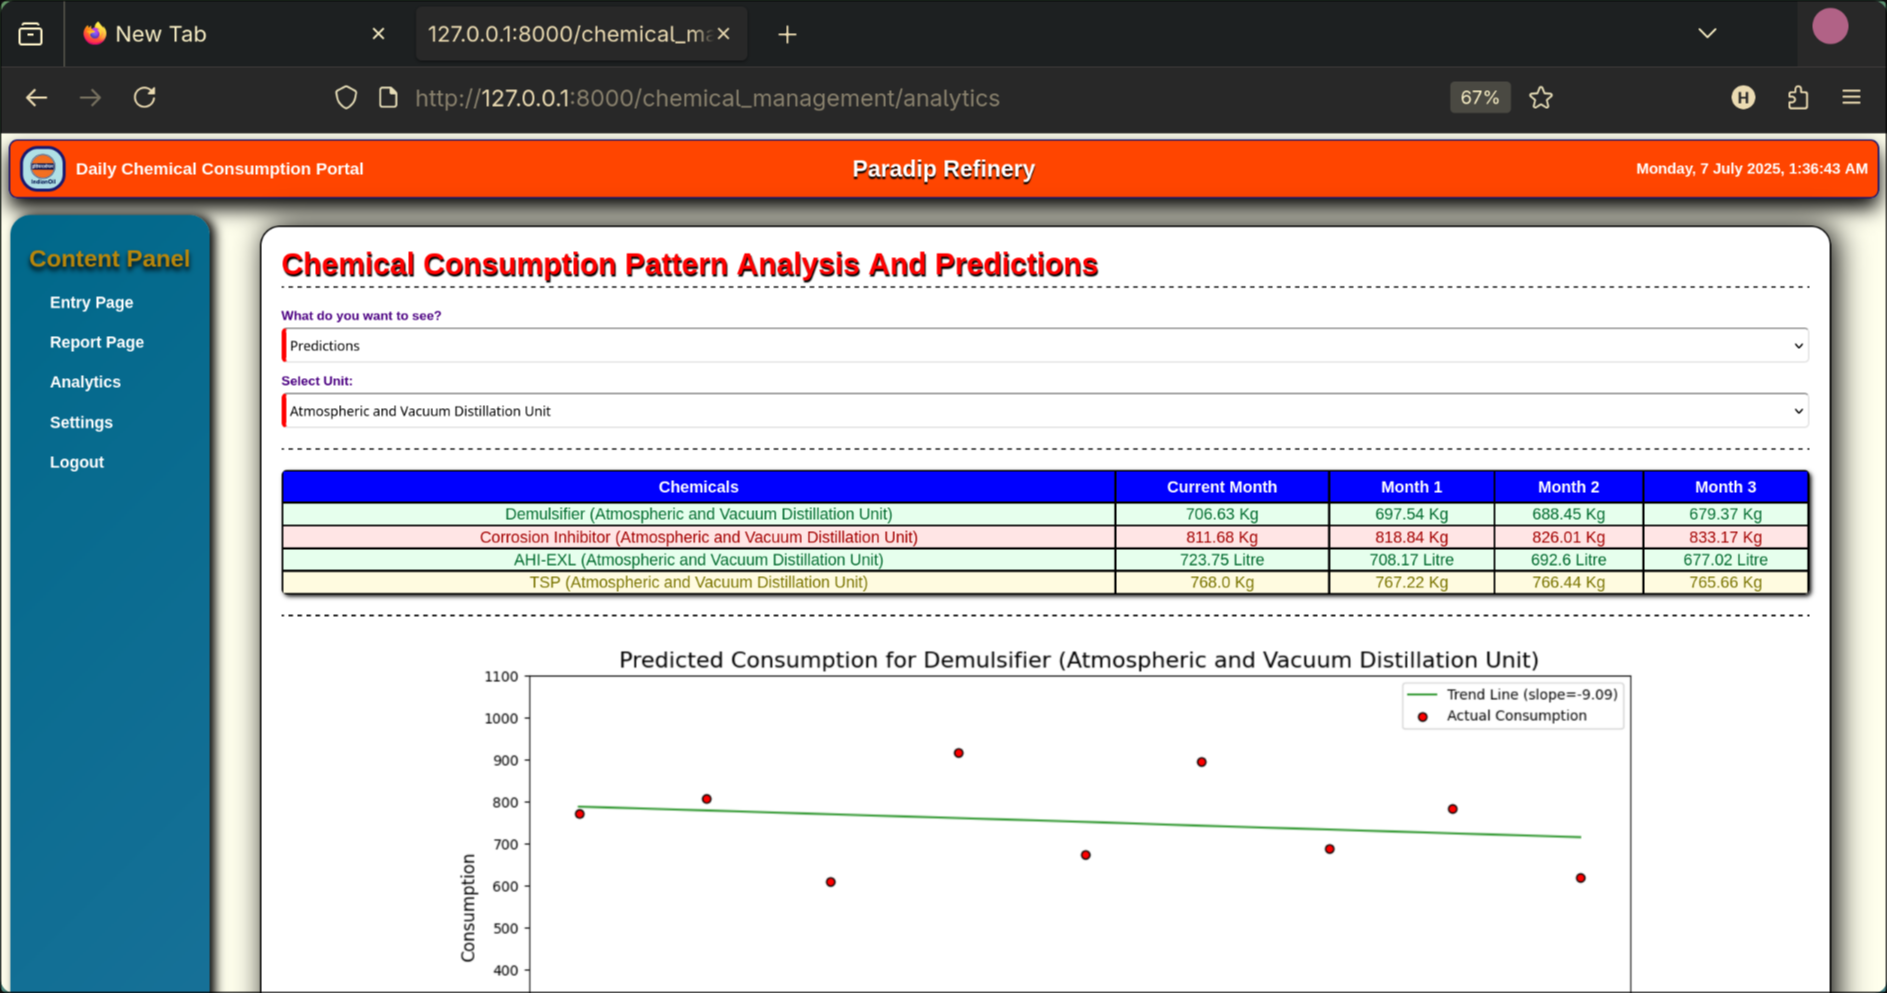 New Tab
127.0.0.1:8000/chemical_ma
http://127.0.0.1:8000/chemical_management/analytics
67%
H
IndianOil
Daily Chemical Consumption Portal
Paradip Refinery
Monday, 7 July 2025, 1:36:43 AM
Content Panel
Entry Page
Report Page
Analytics
Settings
Logout
Chemical Consumption Pattern Analysis And Predictions
What do you want to see?
Predictions
Select Unit:
Atmospheric and Vacuum Distillation Unit
Chemicals Current Month Month 1 Month 2 Month 3
Demulsifier (Atmospheric and Vacuum Distillation Unit) 706.63 Kg 697.54 Kg 688.45 Kg 679.37 Kg
Corrosion Inhibitor (Atmospheric and Vacuum Distillation Unit) 811.68 Kg 818.84 Kg 826.01 Kg 833.17 Kg
AHI-EXL (Atmospheric and Vacuum Distillation Unit) 723.75 Litre 708.17 Litre 692.6 Litre 677.02 Litre
TSP (Atmospheric and Vacuum Distillation Unit) 768.0 Kg 767.22 Kg 766.44 Kg 765.66 Kg
Predicted Consumption for Demulsifier (Atmospheric and Vacuum Distillation Unit)
Trend Line (slope=-9.09)
Actual Consumption
1100
1000
900
800
700
600
500
400
Consumption